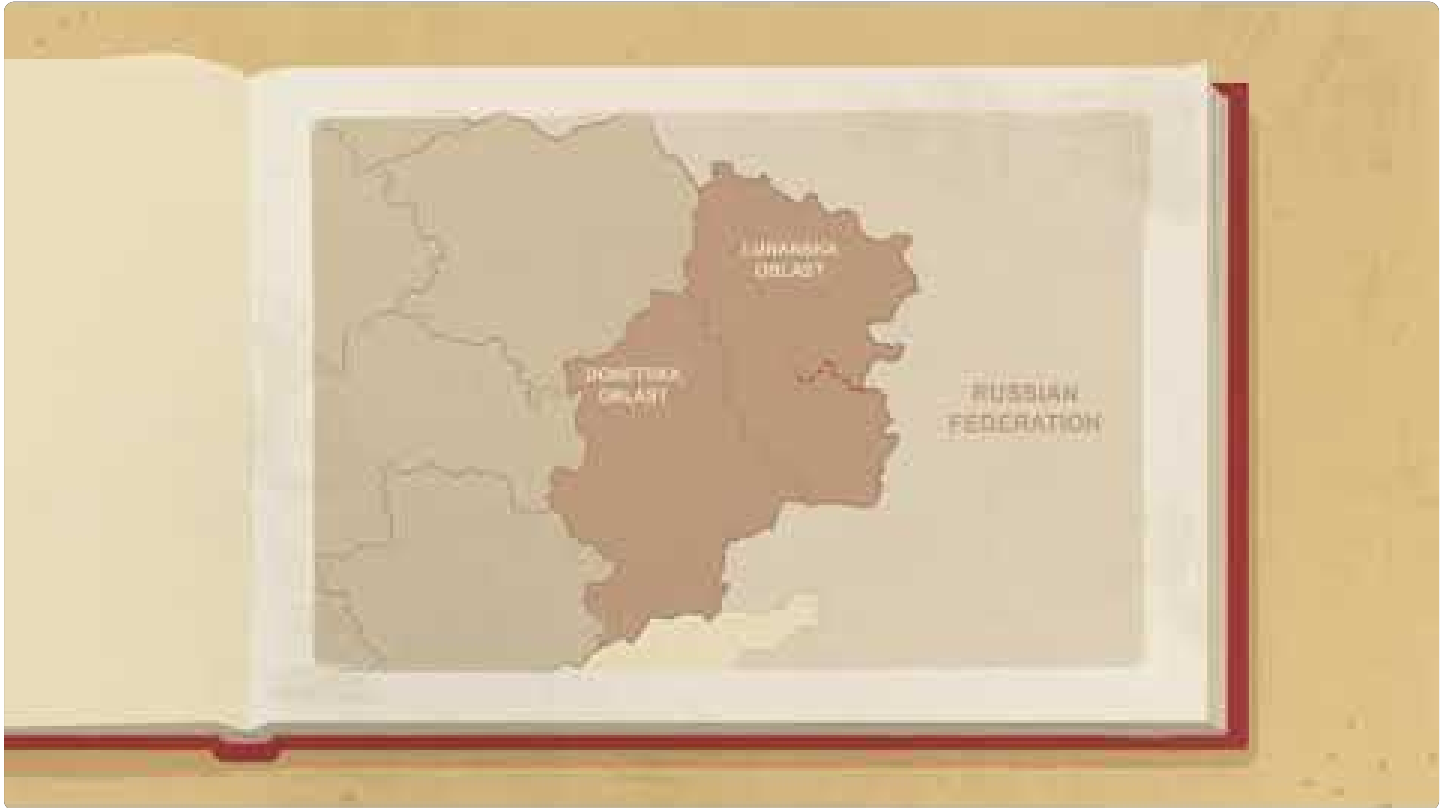 LUHANSKA
OBLAST
DONETSKA
OBLAST
RUSSIAN
FEDERATION